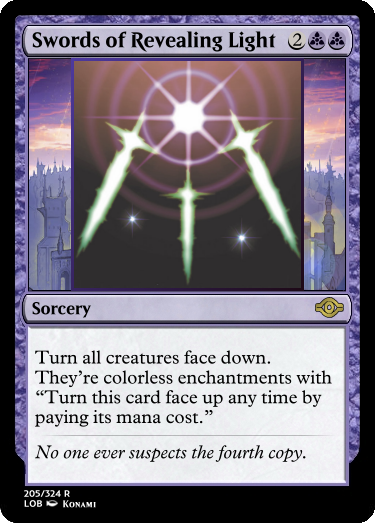 Swords of Revealing Light 2
Sorcery
Turn all creatures face down.
They're colorless enchantments with
“Turn this card face up any time by
paying its mana cost.”
No one ever suspects the fourth copy.
205/324 R
LOB Konami